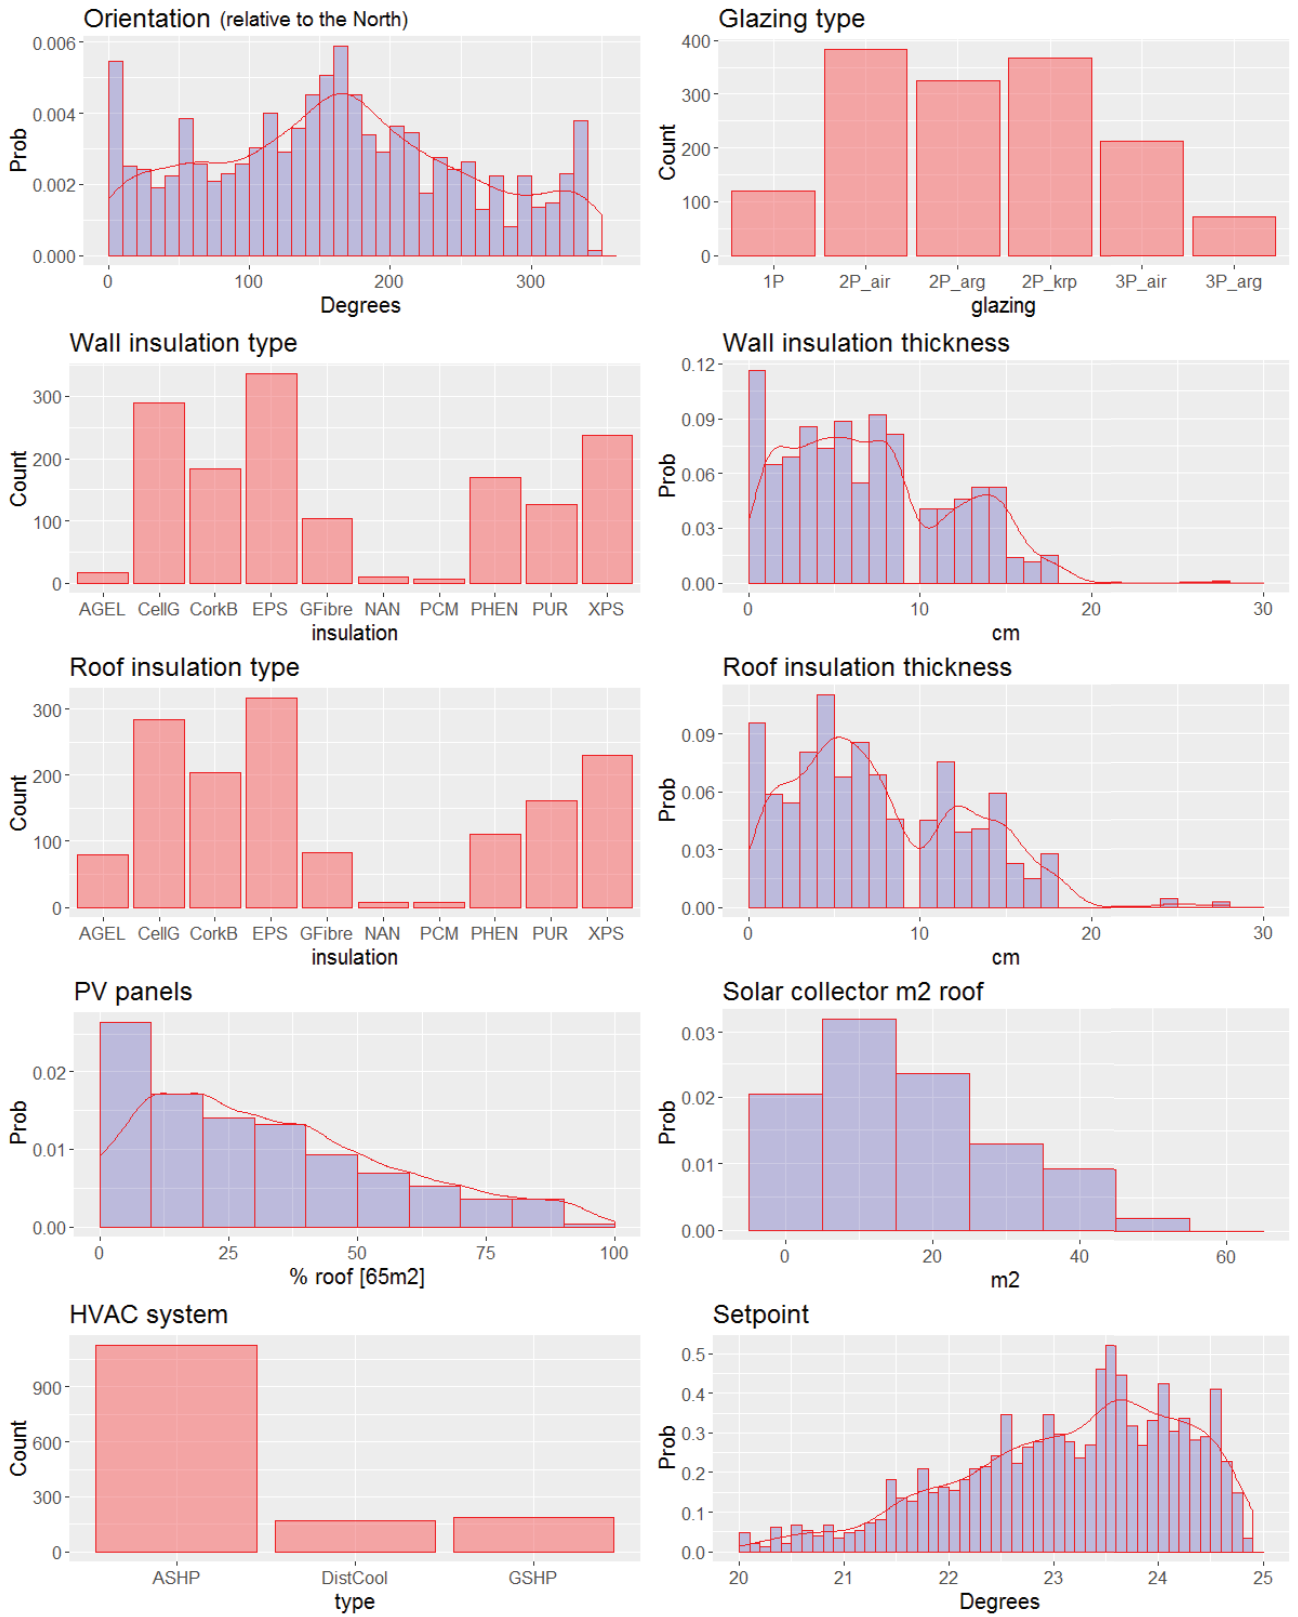 Orientation (relative to the North)
0.006
0.004
0.002
0.000
Prob
0 100 200 300
Degrees
Glazing type
400
300
200
100
0
Count
1P 2P_air 2P_arg 2P_krp 3P_air 3P_arg
glazing
Wall insulation type
300
200
100
0
Count
AGEL CellG CorkB EPS GFibre NAN PCM PHEN PUR XPS
insulation
Wall insulation thickness
0.12
0.09
0.06
0.03
0.00
Prob
0 10 20 30
cm
Roof insulation type
300
200
100
0
Count
AGEL CellG CorkB EPS GFibre NAN PCM PHEN PUR XPS
insulation
Roof insulation thickness
0.09
0.06
0.03
0.00
Prob
0 10 20 30
cm
PV panels
0.02
0.01
0.00
Prob
0 25 50 75 100
% roof [65m2]
Solar collector m2 roof
0.03
0.02
0.01
0.00
Prob
0 20 40 60
m2
HVAC system
900
600
300
0
Count
ASHP DistCool GSHP
type
Setpoint
0.5
0.4
0.3
0.2
0.1
0.0
Prob
20 21 22 23 24 25
Degrees